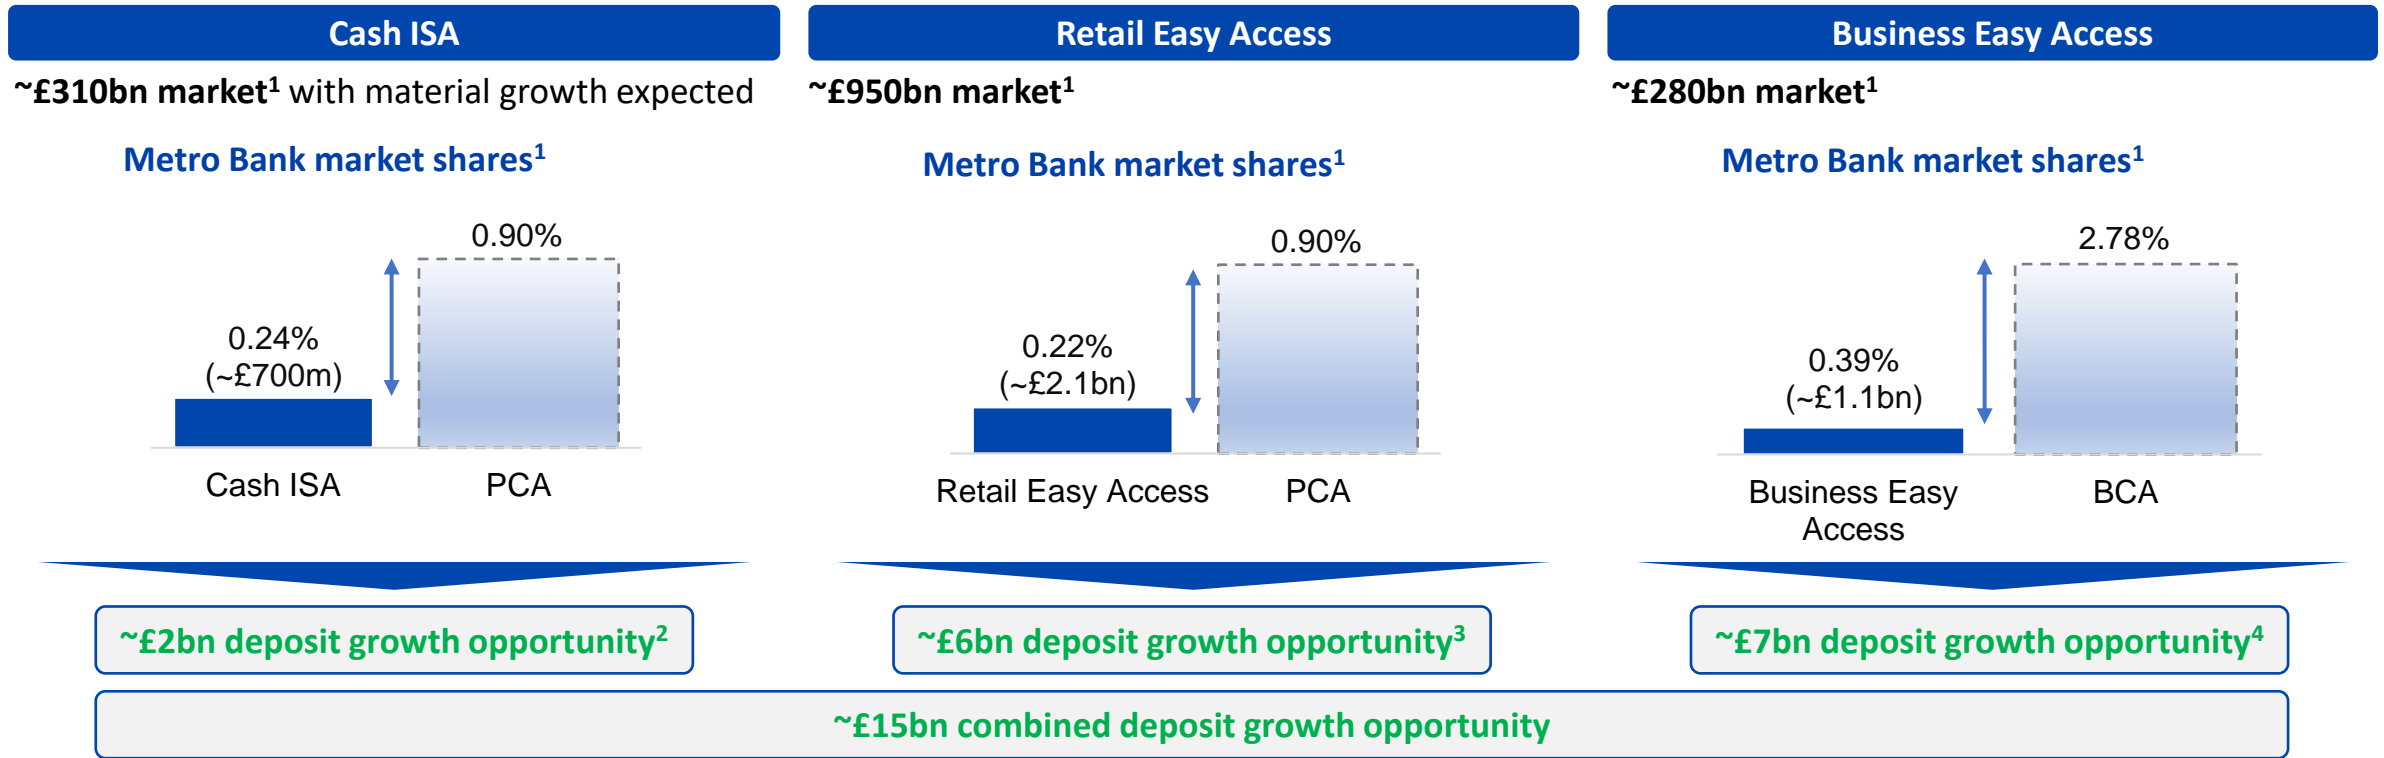 Cash ISA
~£310bn market¹ with material growth expected
Metro Bank market shares¹
0.90%
0.24%
(~£700m)
Cash ISA
PCA
~£2bn deposit growth opportunity²
Retail Easy Access
~£950bn market¹
Metro Bank market shares¹
0.90%
0.22%
(~£2.1bn)
Retail Easy Access
PCA
~£6bn deposit growth opportunity³
Business Easy Access
~£280bn market¹
Metro Bank market shares¹
2.78%
0.39%
(~£1.1bn)
Business Easy
Access
BCA
~£7bn deposit growth opportunity⁴
~£15bn combined deposit growth opportunity